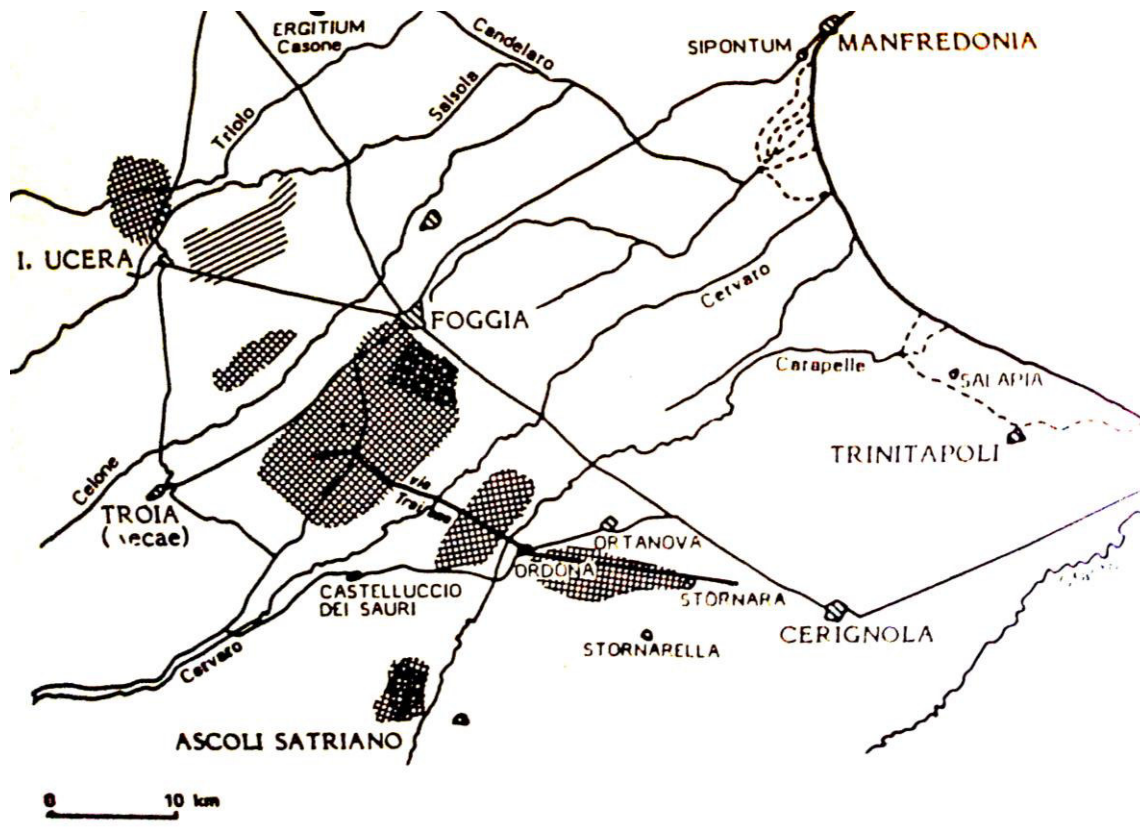 ERGITIUM
Casone
Candelaro
SIPONTUM
MANFREDONIA
Triolo
Salsola
I. UCERA
FOGGIA
Cervaro
Carapelle
SALAPIA
TRINITAPOLI
Celone
TROIA
via
ORTANOVA
ORDONA
CASTELLUCCIO
DEI SAURI
STORNARA
CERIGNOLA
STORNARELLA
Cervaro
ASCOLI SATRIANO
0 10 km